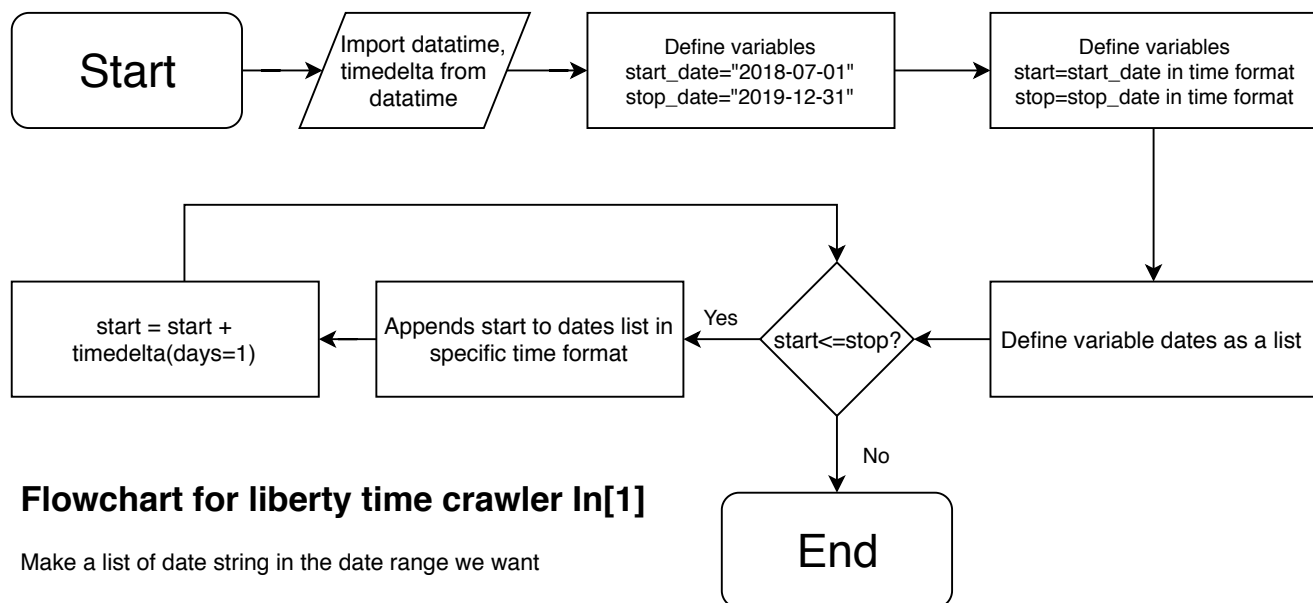 Start
Import datatime,
timedelta from
datatime
Define variables
start_date="2018-07-01"
stop_date="2019-12-31"
Define variables
start=start_date in time format
stop=stop_date in time format
Define variable dates as a list
start<=stop?
Yes
Appends start to dates list in
specific time format
start = start +
timedelta(days=1)
No
End
Flowchart for liberty time crawler In[1]
Make a list of date string in the date range we want